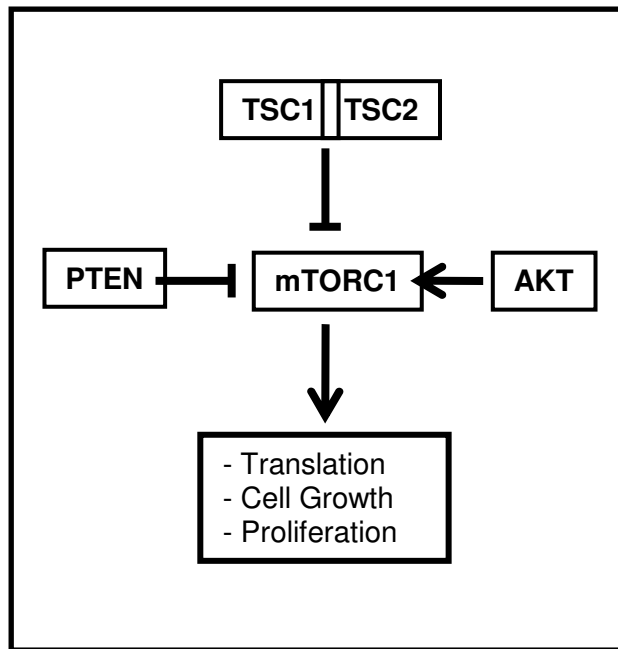 TSC1 TSC2
PTEN mTORC1 AKT
- Translation
- Cell Growth
- Proliferation